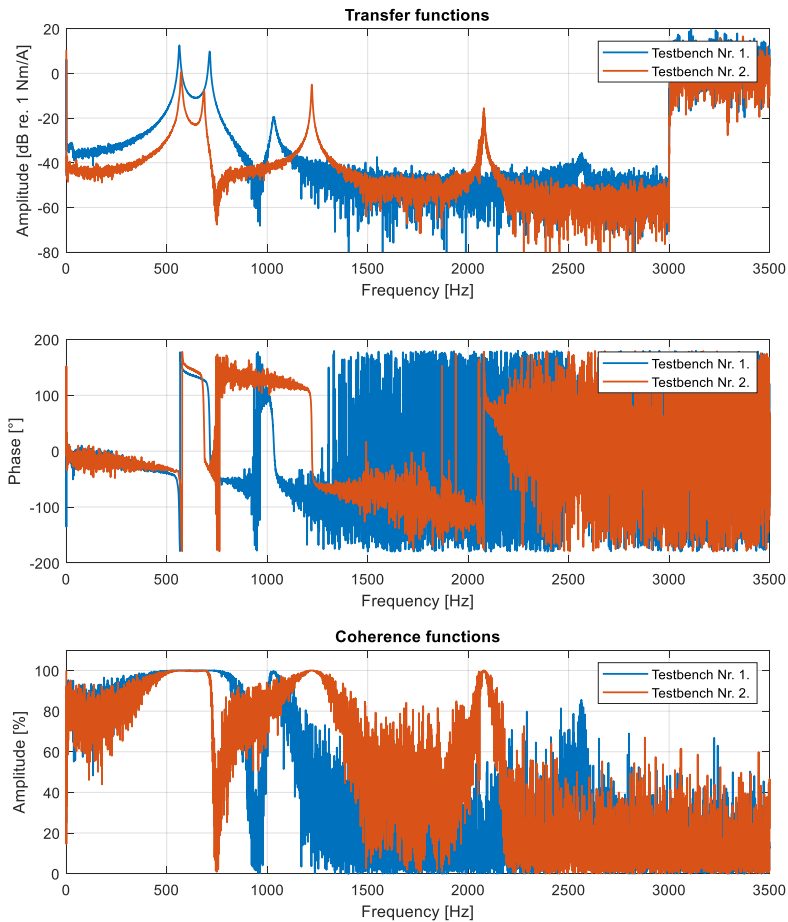 Transfer functions
Amplitude [dB re. 1 Nm/A]
20
0
-20
-40
-60
-80
Testbench Nr. 1.
Testbench Nr. 2.
0 500 1000 1500 2000 2500 3000 3500
Frequency [Hz]
Phase [°]
200
100
0
-100
-200
Testbench Nr. 1.
Testbench Nr. 2.
0 500 1000 1500 2000 2500 3000 3500
Frequency [Hz]
Coherence functions
Amplitude [%]
100
80
60
40
20
0
Testbench Nr. 1.
Testbench Nr. 2.
0 500 1000 1500 2000 2500 3000 3500
Frequency [Hz]